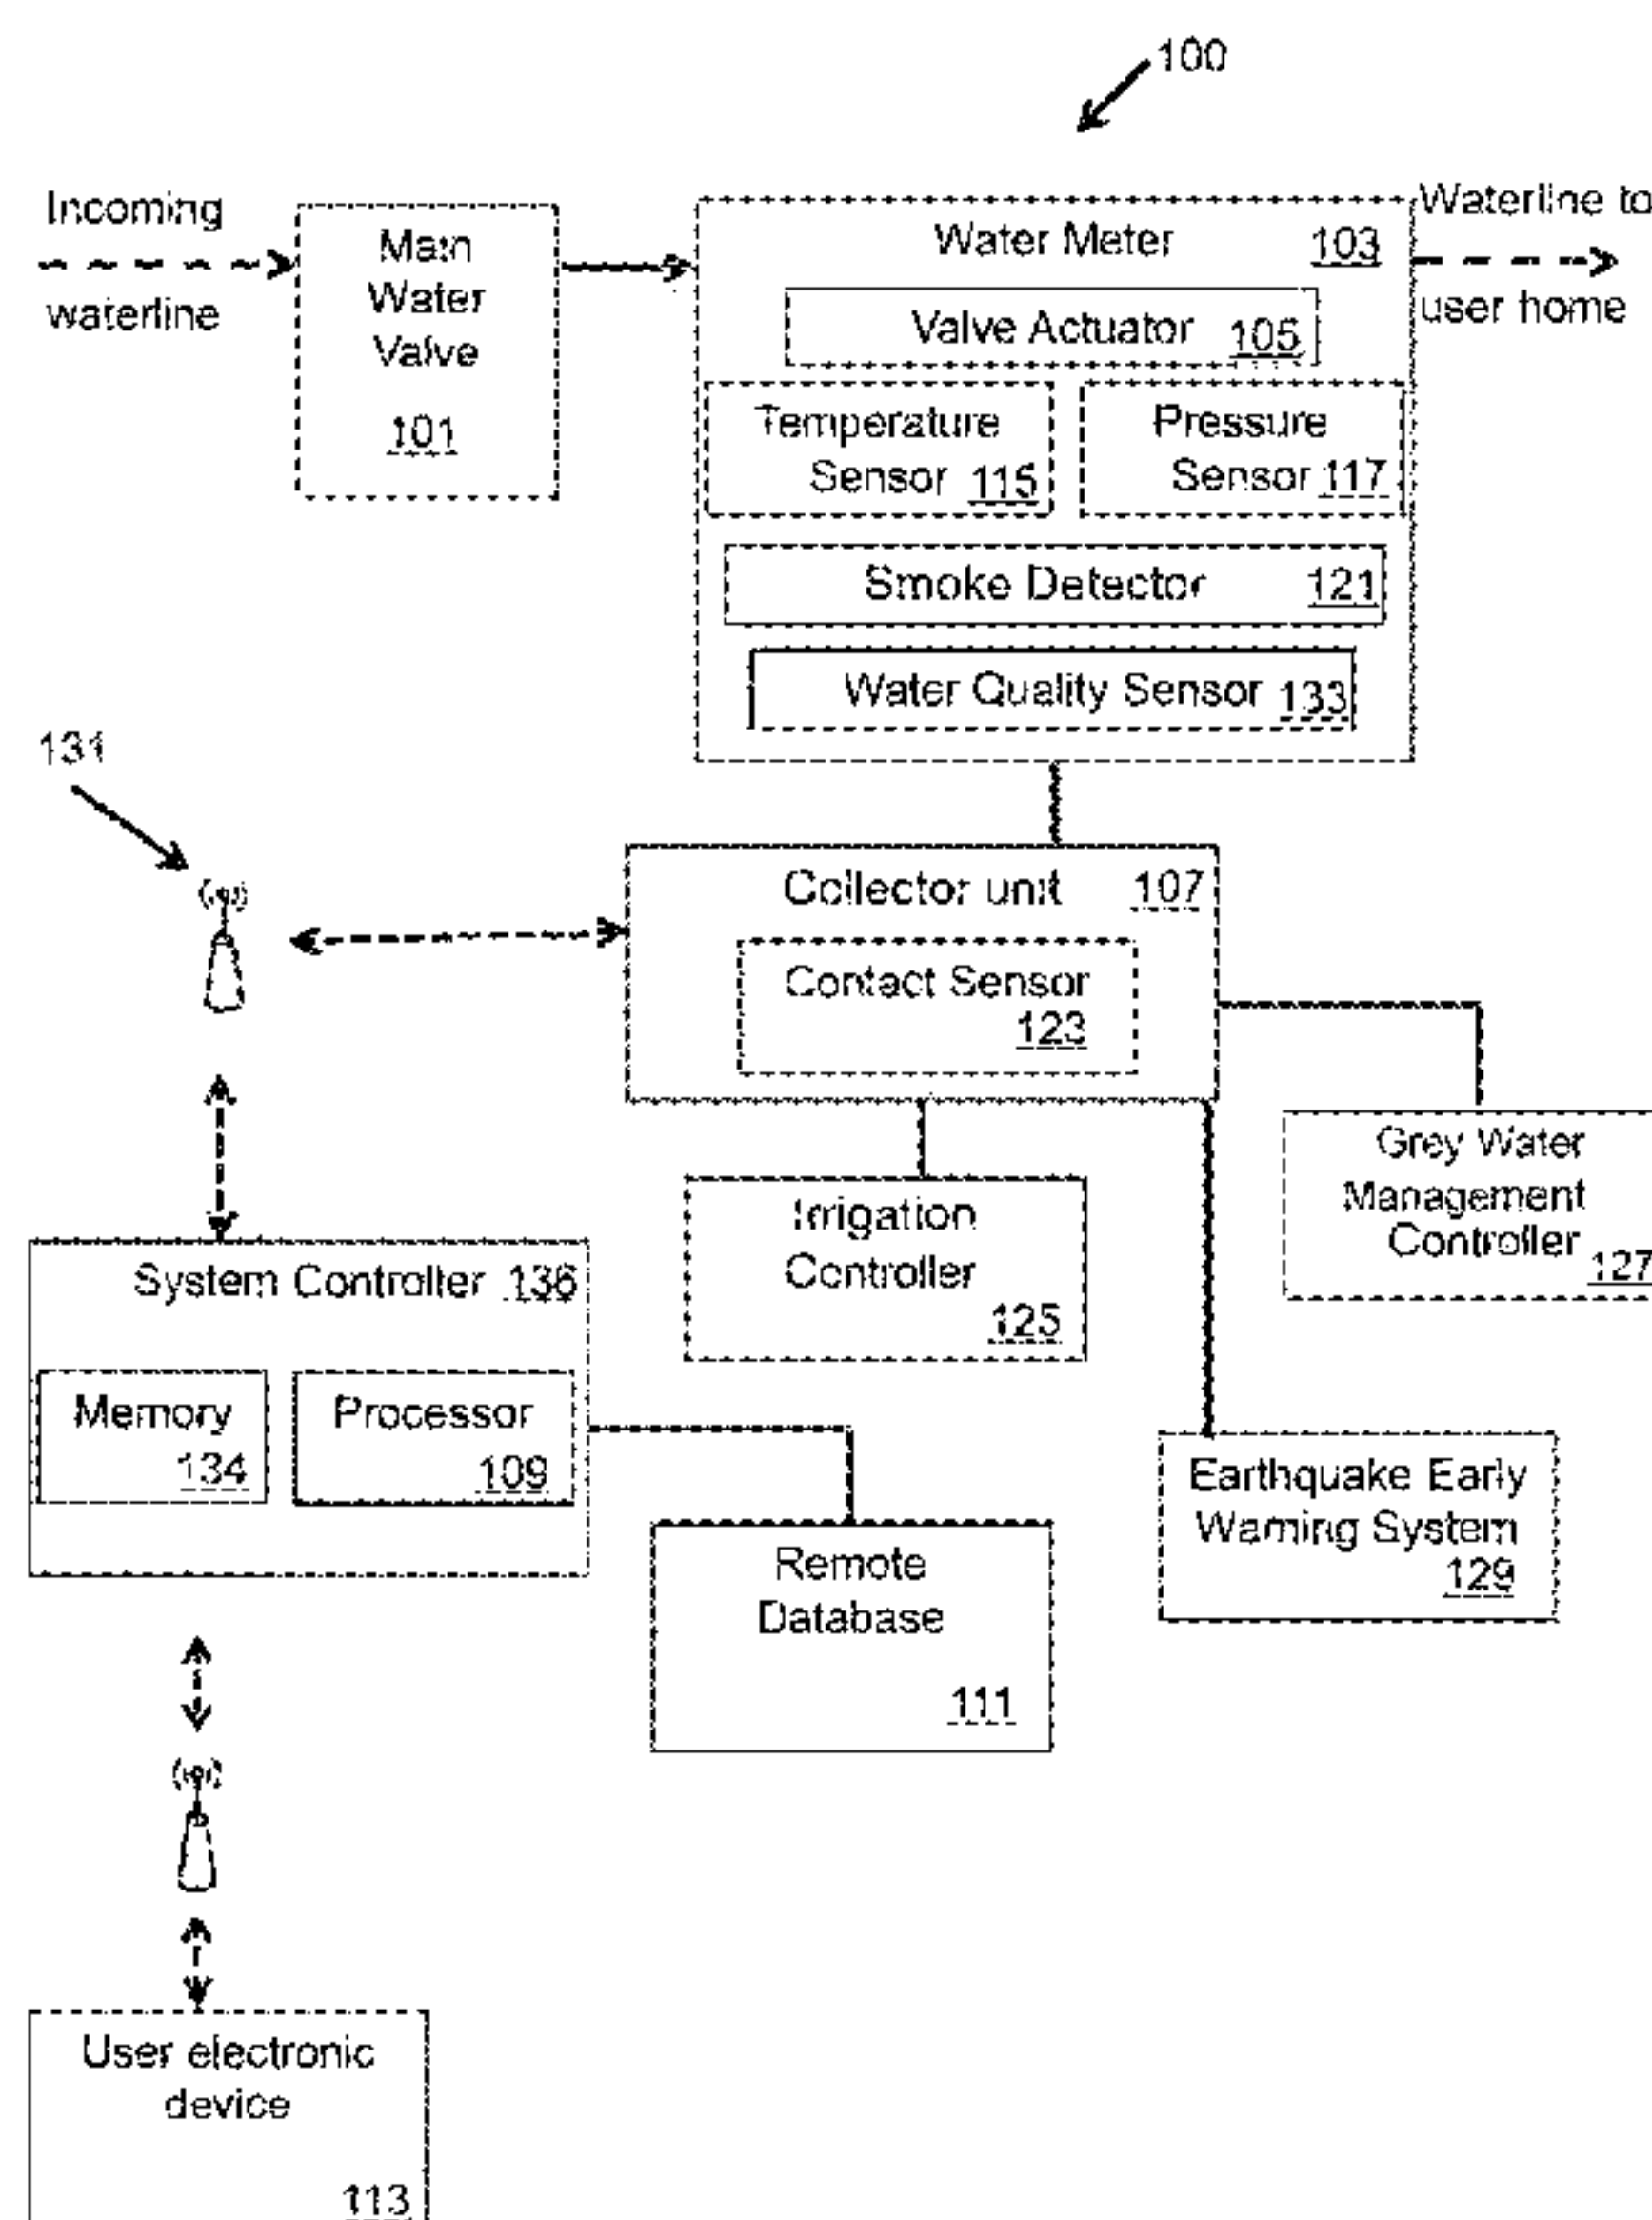 100
Incoming
waterline
Main
Water
Valve
101
Water Meter 103
Valve Actuator 105
Temperature
Sensor 115
Pressure
Sensor 117
Smoke Detector 121
Water Quality Sensor 133
Waterline to
user home
131
Collector unit 107
Contact Sensor
123
Grey Water
Management
Controller 127
Irrigation
Controller
125
System Controller 136
Memory
134
Processor
109
Earthquake Early
Warning System
129
Remote
Database
111
User electronic
device
113